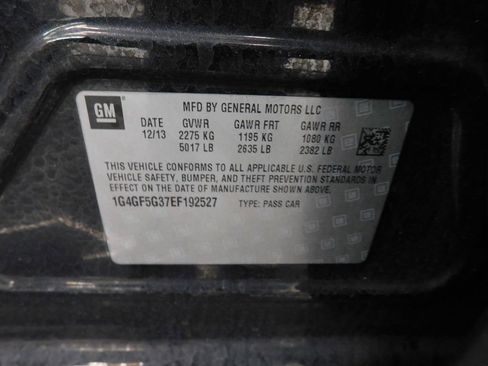 GM
MFD BY GENERAL MOTORS LLC
DATE GVWR GAWR FRT GAWR RR
12/13 2275 KG 1195 KG 1080 KG
5017 LB 2635 LB 2382 LB
THIS VEHICLE CONFORMS TO ALL APPLICABLE U.S. FEDERAL MOTOR
VEHICLE SAFETY, BUMPER, AND THEFT PREVENTION STANDARDS
IN EFFECT ON THE DATE OF MANUFACTURE SHOWN ABOVE.
1G4GF5G37EF192527 TYPE: PASS CAR